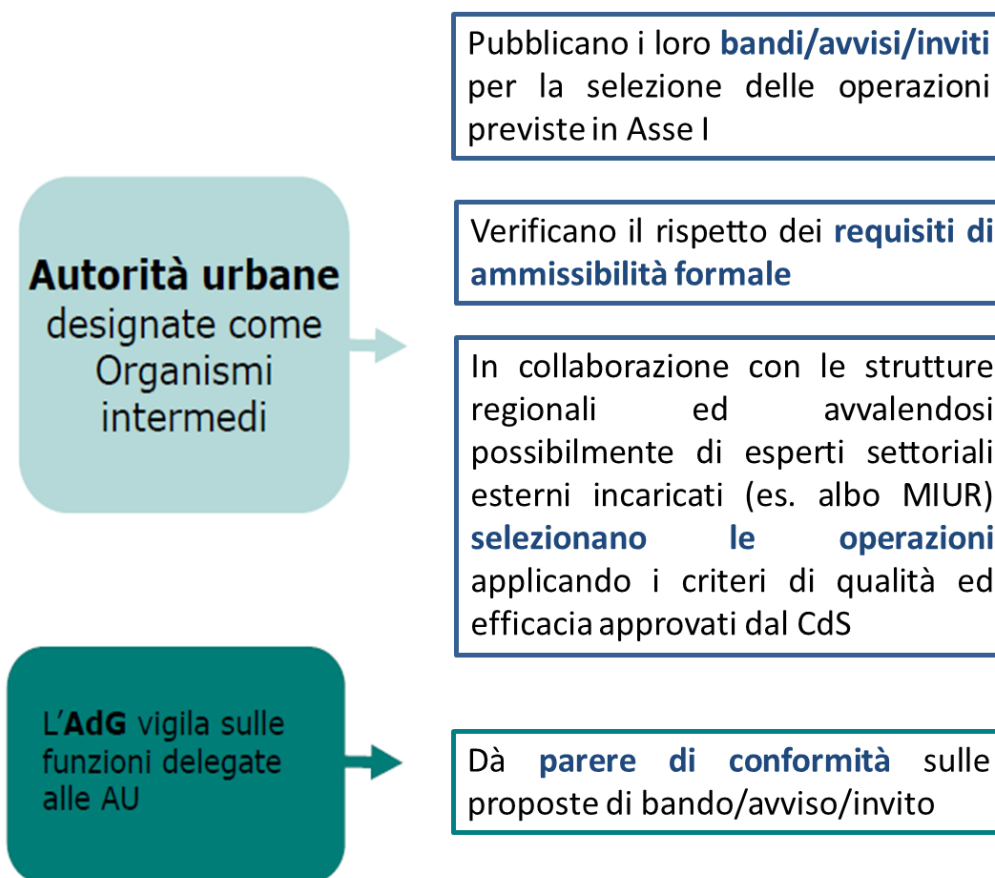 Pubblicano i loro bandi/avvisi/inviti
per la selezione delle operazioni
previste in Asse I
Autorità urbane
designate come
Organismi
intermedi
Verificano il rispetto dei requisiti di
ammissibilità formale
In collaborazione con le strutture
regionali ed avvalendosi
possibilmente di esperti settoriali
esterni incaricati (es. albo MIUR)
selezionano le operazioni
applicando i criteri di qualità ed
efficacia approvati dal CdS
L'AdG vigila sulle
funzioni delegate
alle AU
Dà parere di conformità sulle
proposte di bando/avviso/invito